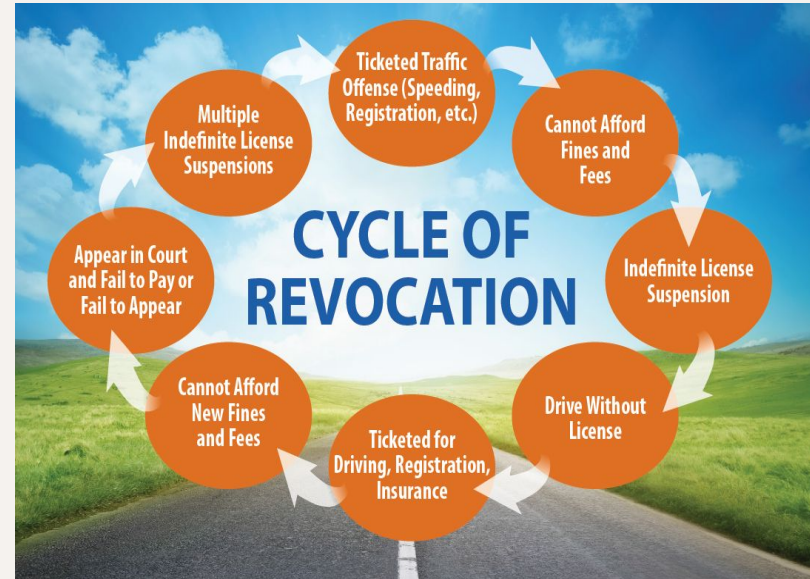 CYCLE OF
REVOCATION
Ticketed Traffic
Offense (Speeding,
Registration, etc.)
Cannot Afford
Fines and
Fees
Indefinite License
Suspension
Drive Without
License
Ticketed for
Driving, Registration,
Insurance
Cannot Afford
New Fines
and Fees
Appear in Court
and Fail to Pay or
Fail to Appear
Multiple
Indefinite License
Suspensions